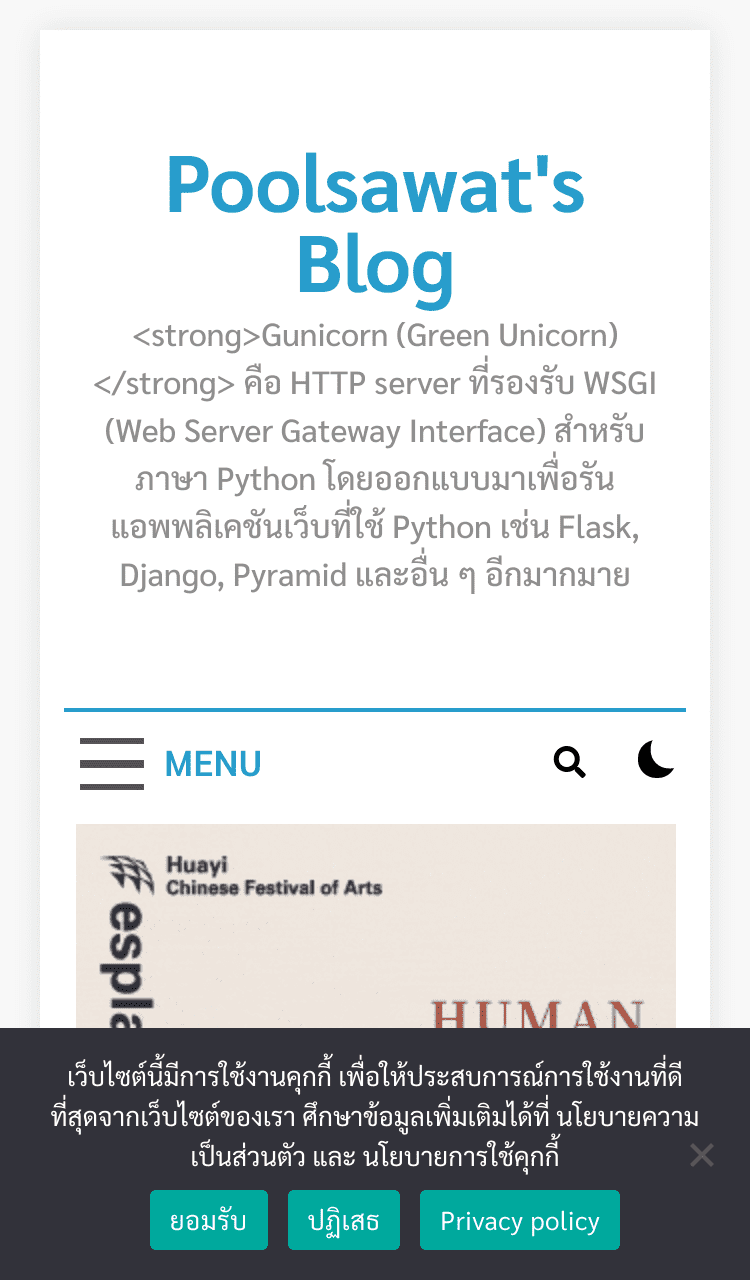 Poolsawat's
Blog
<strong>Gunicorn (Green Unicorn)
</strong> คือ HTTP server ที่รองรับ WSGI
(Web Server Gateway Interface) สำหรับ
ภาษา Python โดยออกแบบมาเพื่อรัน
แอพพลิเคชันเว็บที่ใช้ Python เช่น Flask,
Django, Pyramid และอื่น ๆ อีกมากมาย
MENU
Huayi
Chinese Festival of Arts
espla
HUMAN
เว็บไซต์นี้มีการใช้งานคุกกี้ เพื่อให้ประสบการณ์การใช้งานที่ดี
ที่สุดจากเว็บไซต์ของเรา ศึกษาข้อมูลเพิ่มเติมได้ที่ นโยบายความ
เป็นส่วนตัว และ นโยบายการใช้คุกกี้
ยอมรับ
ปฏิเสธ
Privacy policy